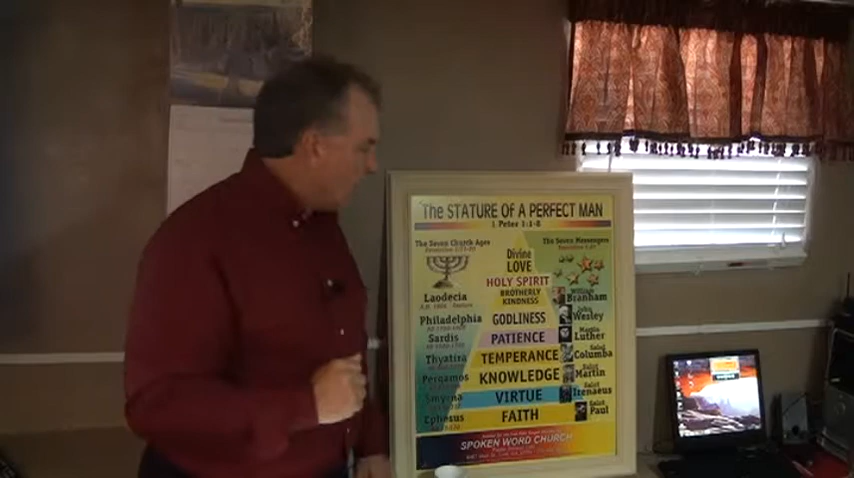 The STATURE OF A PERFECT MAN
1 Peter 1:1-8
The Seven Church Ages
The Seven Messengers
Divine
LOVE
HOLY SPIRIT
BROTHERLY
KINDNESS
Laodecia
William
Branham
Philadelphia
GODLINESS
John
Wesley
Sardis
PATIENCE
Martin
Luther
Thyatira
TEMPERANCE
Saint
Columba
Pergamos
KNOWLEDGE
Saint
Martin
Smyrna
VIRTUE
Saint
Irenaeus
Ephesus
FAITH
Saint
Paul
SPOKEN WORD CHURCH